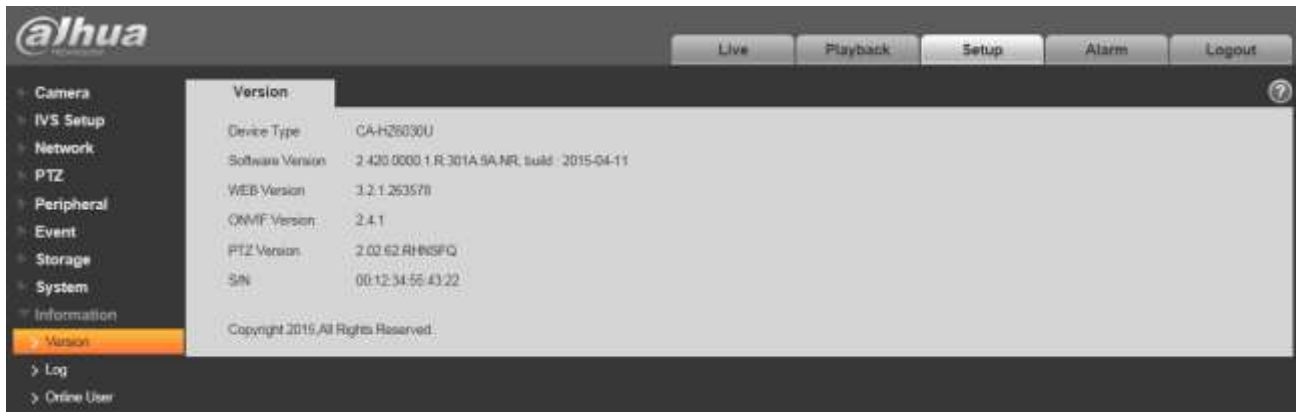 alhua
TECHNOLOGY
Live Playback Setup Alarm Logout
Camera
IVS Setup
Network
PTZ
Peripheral
Event
Storage
System
Information
Version
Log
Online User
Version
?
Device Type CA-HZ6030U
Software Version 2.420.0000.1.R.301A.9A.NR, build : 2015-04-11
WEB Version 3.2.1.263578
ONVIF Version 2.4.1
PTZ Version 2.02.62.RHNSFQ
S/N 00:12:34:56:43:22
Copyright 2015,All Rights Reserved.